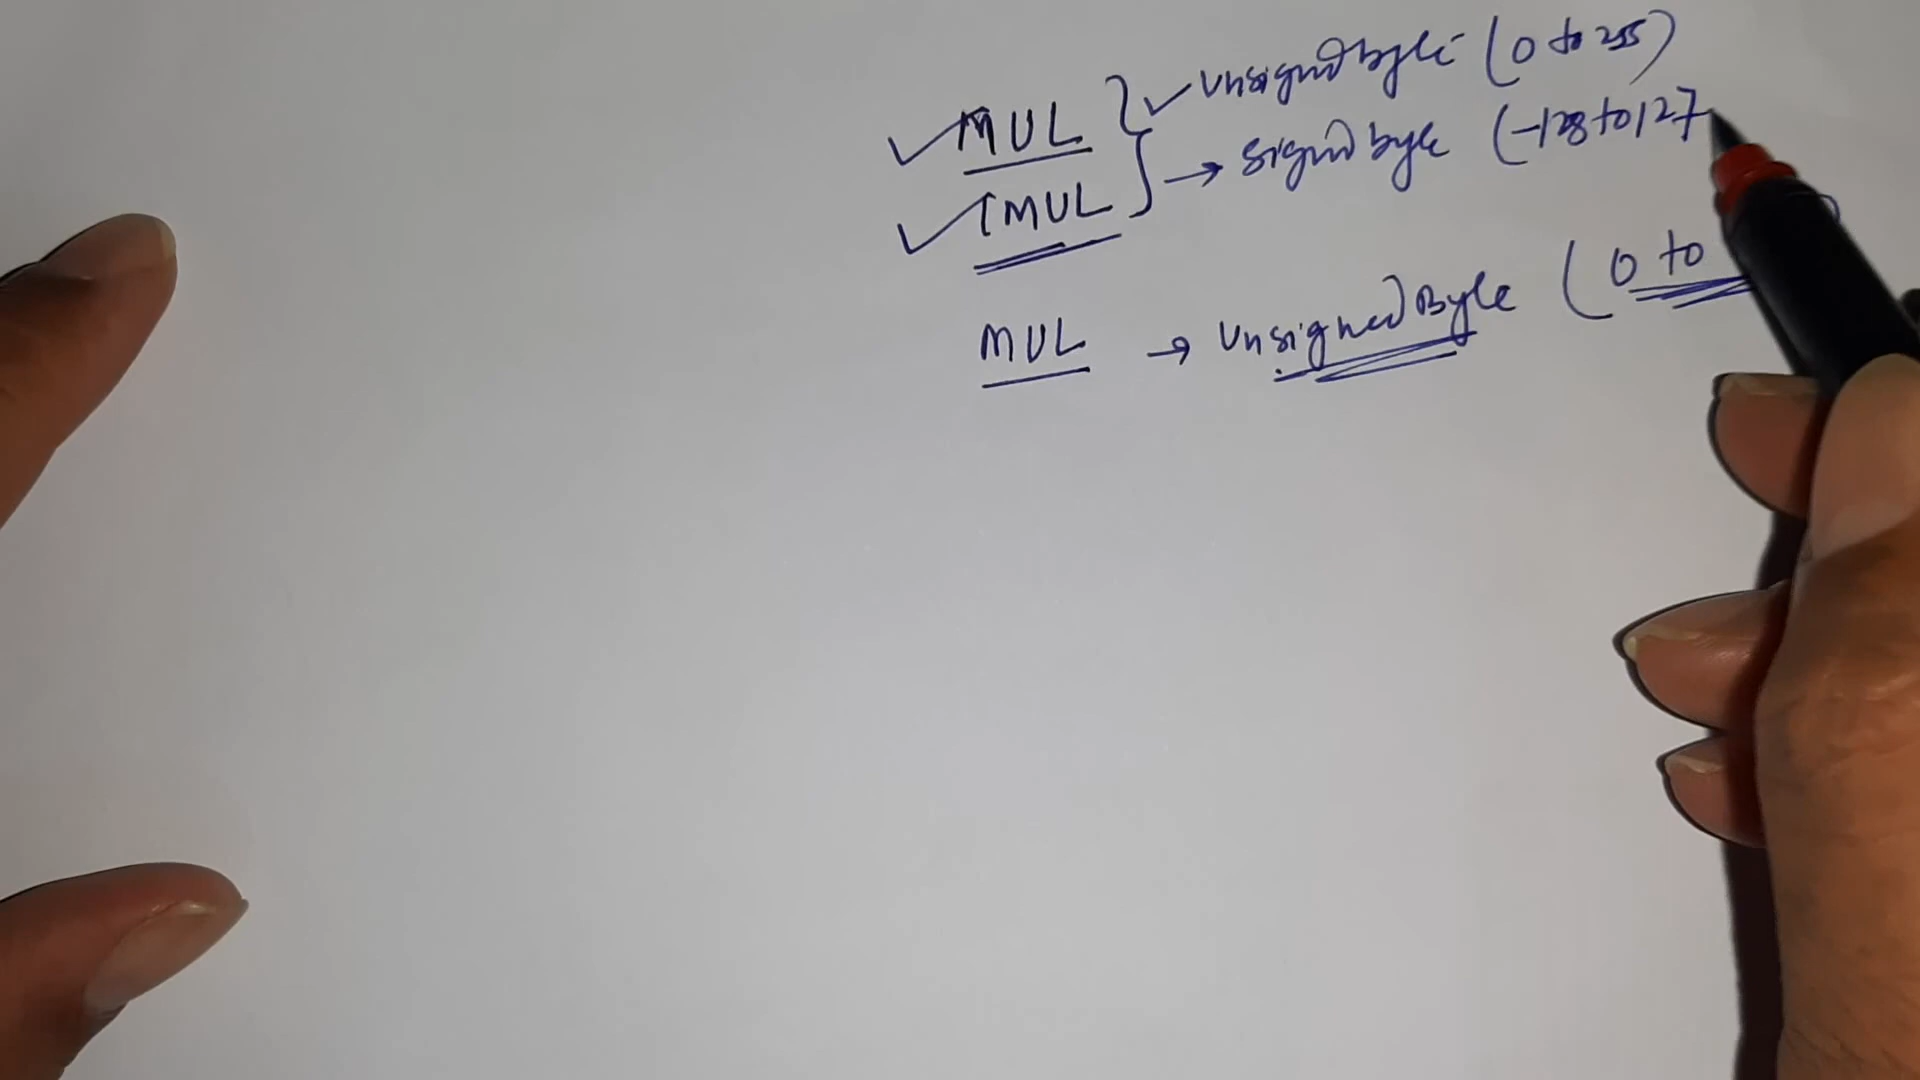 ✓ MUL } ✓ Unsigned byte (0 to 255)
✓ IMUL } → Signed byte (-128 to 127
MUL → Unsigned Byte (0 to